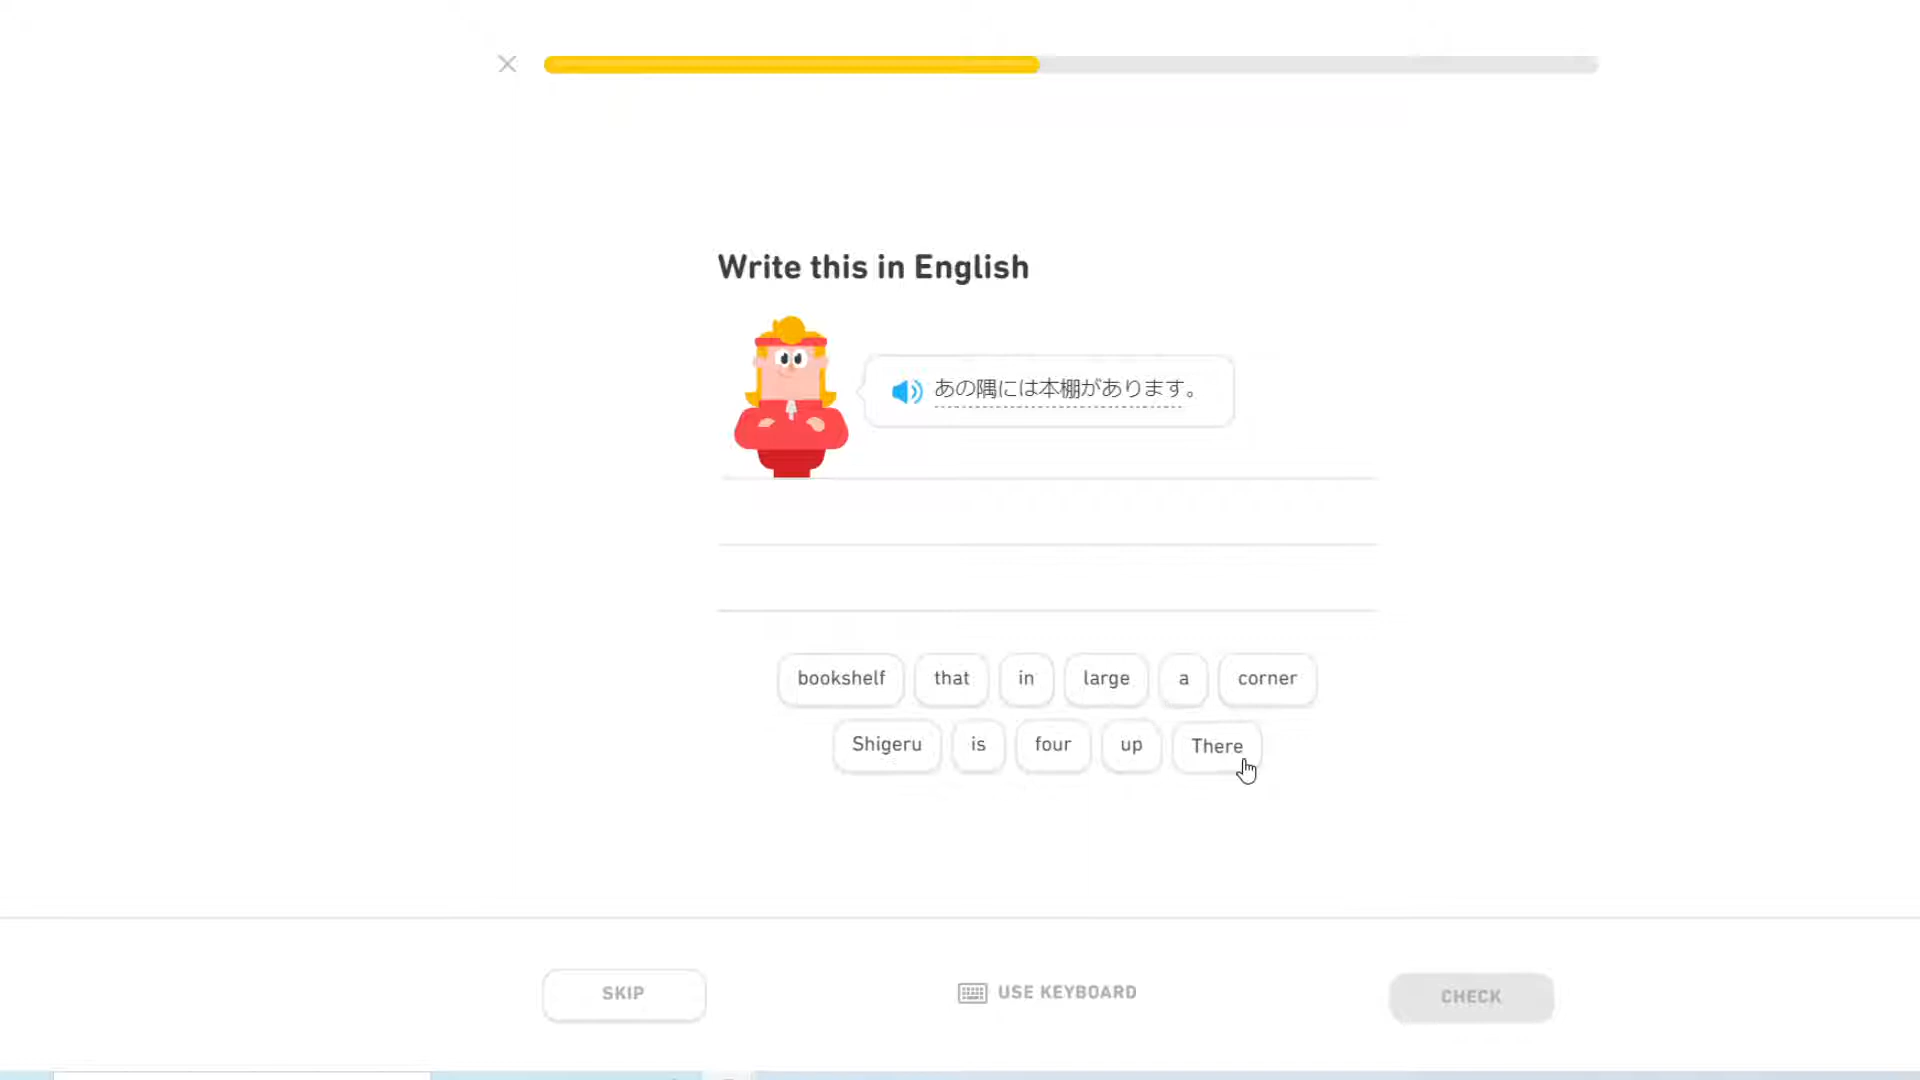 Write this in English
あの隅には本棚があります。
bookshelf that in large a corner
Shigeru is four up There
SKIP USE KEYBOARD CHECK